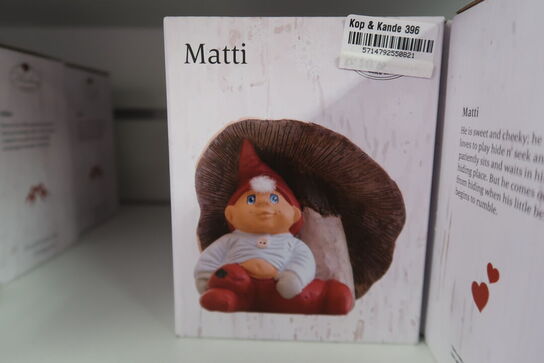 Matti
Kop & Kande 396
5714792550821
Matti
He is sweet and cheeky; he
loves to play hide n' seek an
patiently sits and waits in hi
hiding place. But he comes o
from hiding when his little be
begins to rumble.